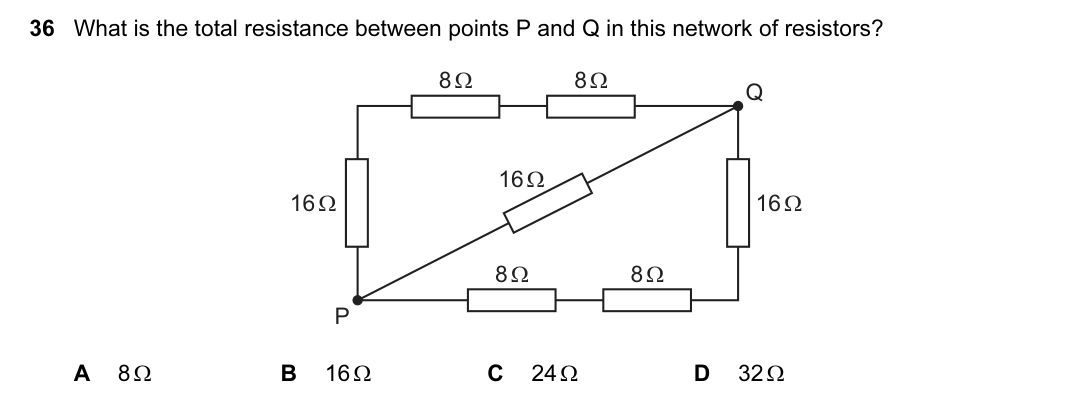 36 What is the total resistance between points P and Q in this network of resistors?
8Ω 8Ω
Q
16Ω
16Ω 16Ω
8Ω 8Ω
P
A 8Ω B 16Ω C 24Ω D 32Ω